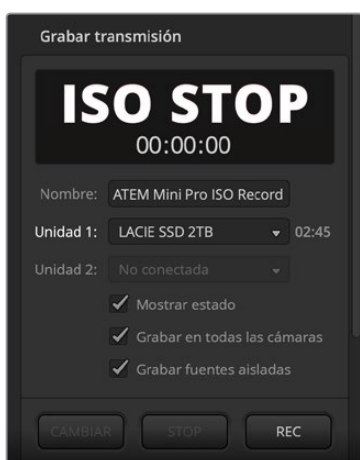 Grabar transmisión
ISO STOP
00:00:00
Nombre: ATEM Mini Pro ISO Record
Unidad 1: LACIE SSD 2TB 02:45
Unidad 2: No conectada
Mostrar estado
Grabar en todas las cámaras
Grabar fuentes aisladas
CAMBIAR STOP REC